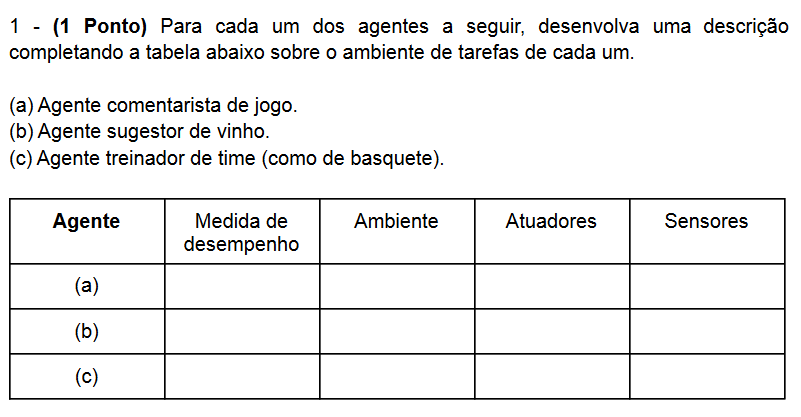 1 - (1 Ponto) Para cada um dos agentes a seguir, desenvolva uma descrição
completando a tabela abaixo sobre o ambiente de tarefas de cada um.
(a) Agente comentarista de jogo.
(b) Agente sugestor de vinho.
(c) Agente treinador de time (como de basquete).
Agente Medida de desempenho Ambiente Atuadores Sensores
(a)
(b)
(c)